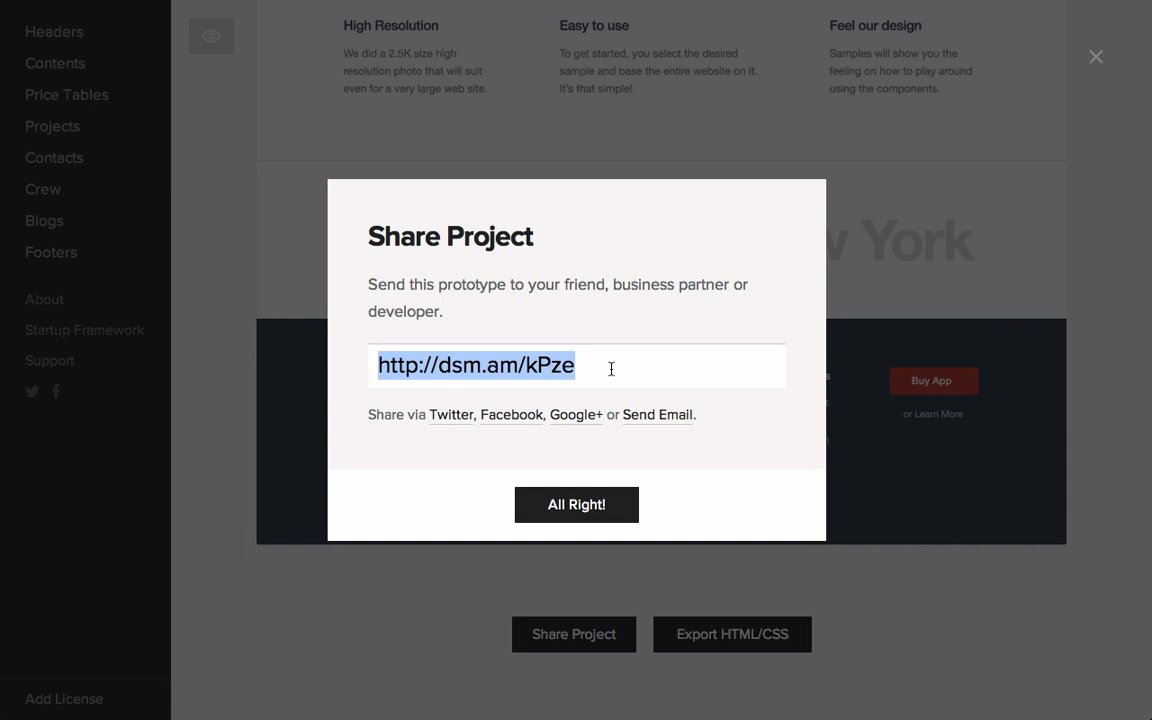 Headers
Contents
Price Tables
Projects
Contacts
Crew
Blogs
Footers
About
Startup Framework
Support
Add License
High Resolution
We did a 2.5K size high
resolution photo that will suit
even for a very large web site.
Easy to use
To get started, you select the desired
sample and base the entire website on it.
It's that simple!
Feel our design
Samples will show you the
feeling on how to play around
using the components.
York
Share Project
Send this prototype to your friend, business partner or
developer.
http://dsm.am/kPze
Share via Twitter, Facebook, Google+ or Send Email.
All Right!
Buy App
or Learn More
Share Project
Export HTML/CSS